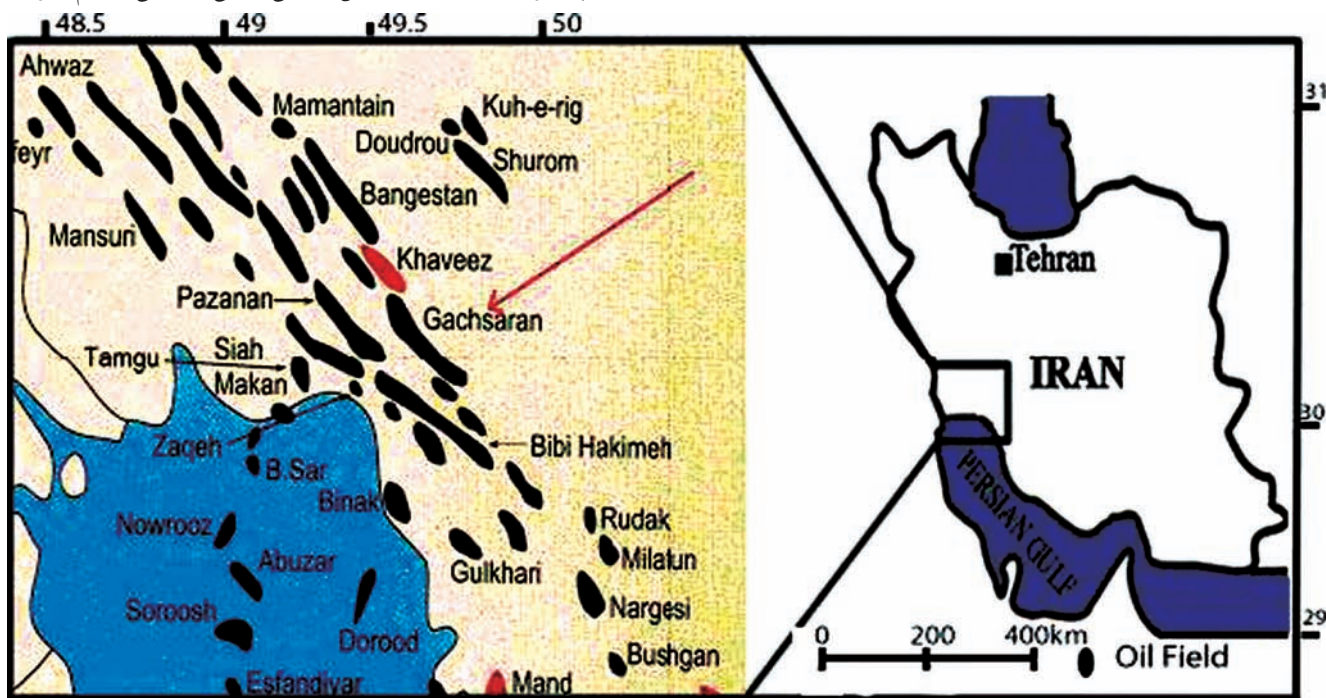 48.5 49 49.5 50
Ahwaz
Mamantain
Kuh-e-rig
feyr
Doudrou
Shurom
Bangestan
Mansuri
Khaveez
Pazanan
Gachsaran
Tamgu
Siah
Makan
Zaqeh
Bibi Hakimeh
B.Sar
Binak
Nowrooz
Rudak
Abuzar
Gulkhari
Milatun
Soroosh
Nargesi
Dorood
Bushgan
Esfandiyar
Mand
31
Tehran
IRAN
30
PERSIAN GULF
29
0 200 400km
Oil Field